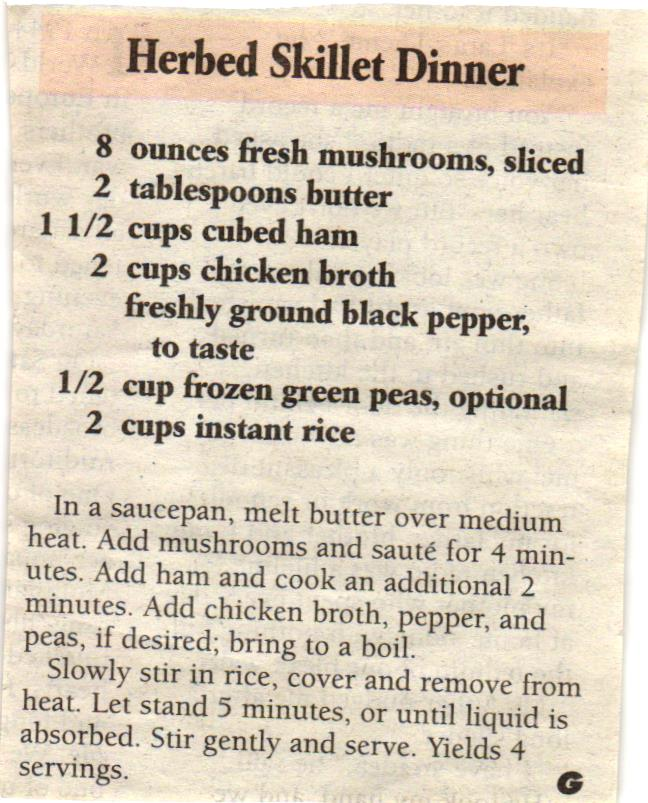 Herbed Skillet Dinner
8 ounces fresh mushrooms, sliced
2 tablespoons butter
1 1/2 cups cubed ham
2 cups chicken broth
freshly ground black pepper,
to taste
1/2 cup frozen green peas, optional
2 cups instant rice
In a saucepan, melt butter over medium
heat. Add mushrooms and sauté for 4 min-
utes. Add ham and cook an additional 2
minutes. Add chicken broth, pepper, and
peas, if desired; bring to a boil.
Slowly stir in rice, cover and remove from
heat. Let stand 5 minutes, or until liquid is
absorbed. Stir gently and serve. Yields 4
servings.
G